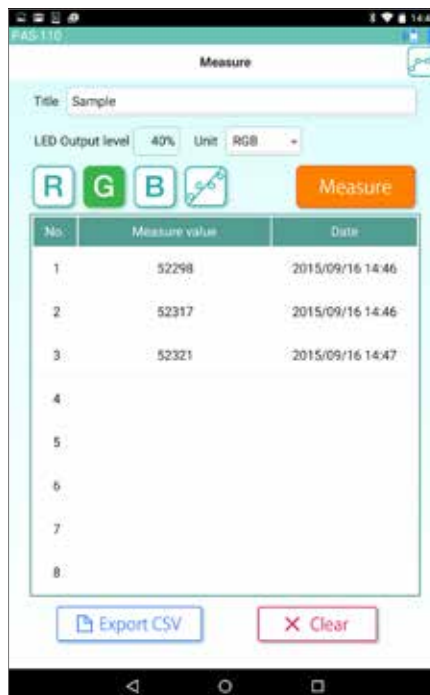 14:4
PAS-110
Measure
Title Sample
LED Output level 40% Unit RGB
R G B Measure
No. Measure value Date
1 52298 2015/09/16 14:46
2 52317 2015/09/16 14:46
3 52321 2015/09/16 14:47
4
5
6
7
8
Export CSV Clear